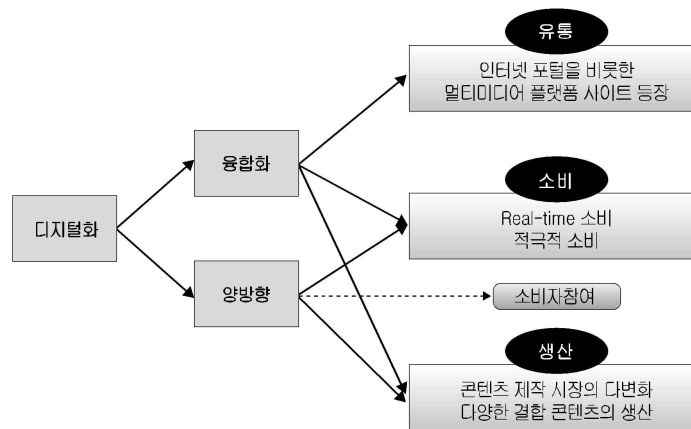 유통
인터넷 포털을 비롯한
멀티미디어 플랫폼 사이트 등장
융합화
소비
디지털화
Real-time 소비
적극적 소비
양방향
소비자참여
생산
콘텐츠 제작 시장의 다변화
다양한 결합 콘텐츠의 생산